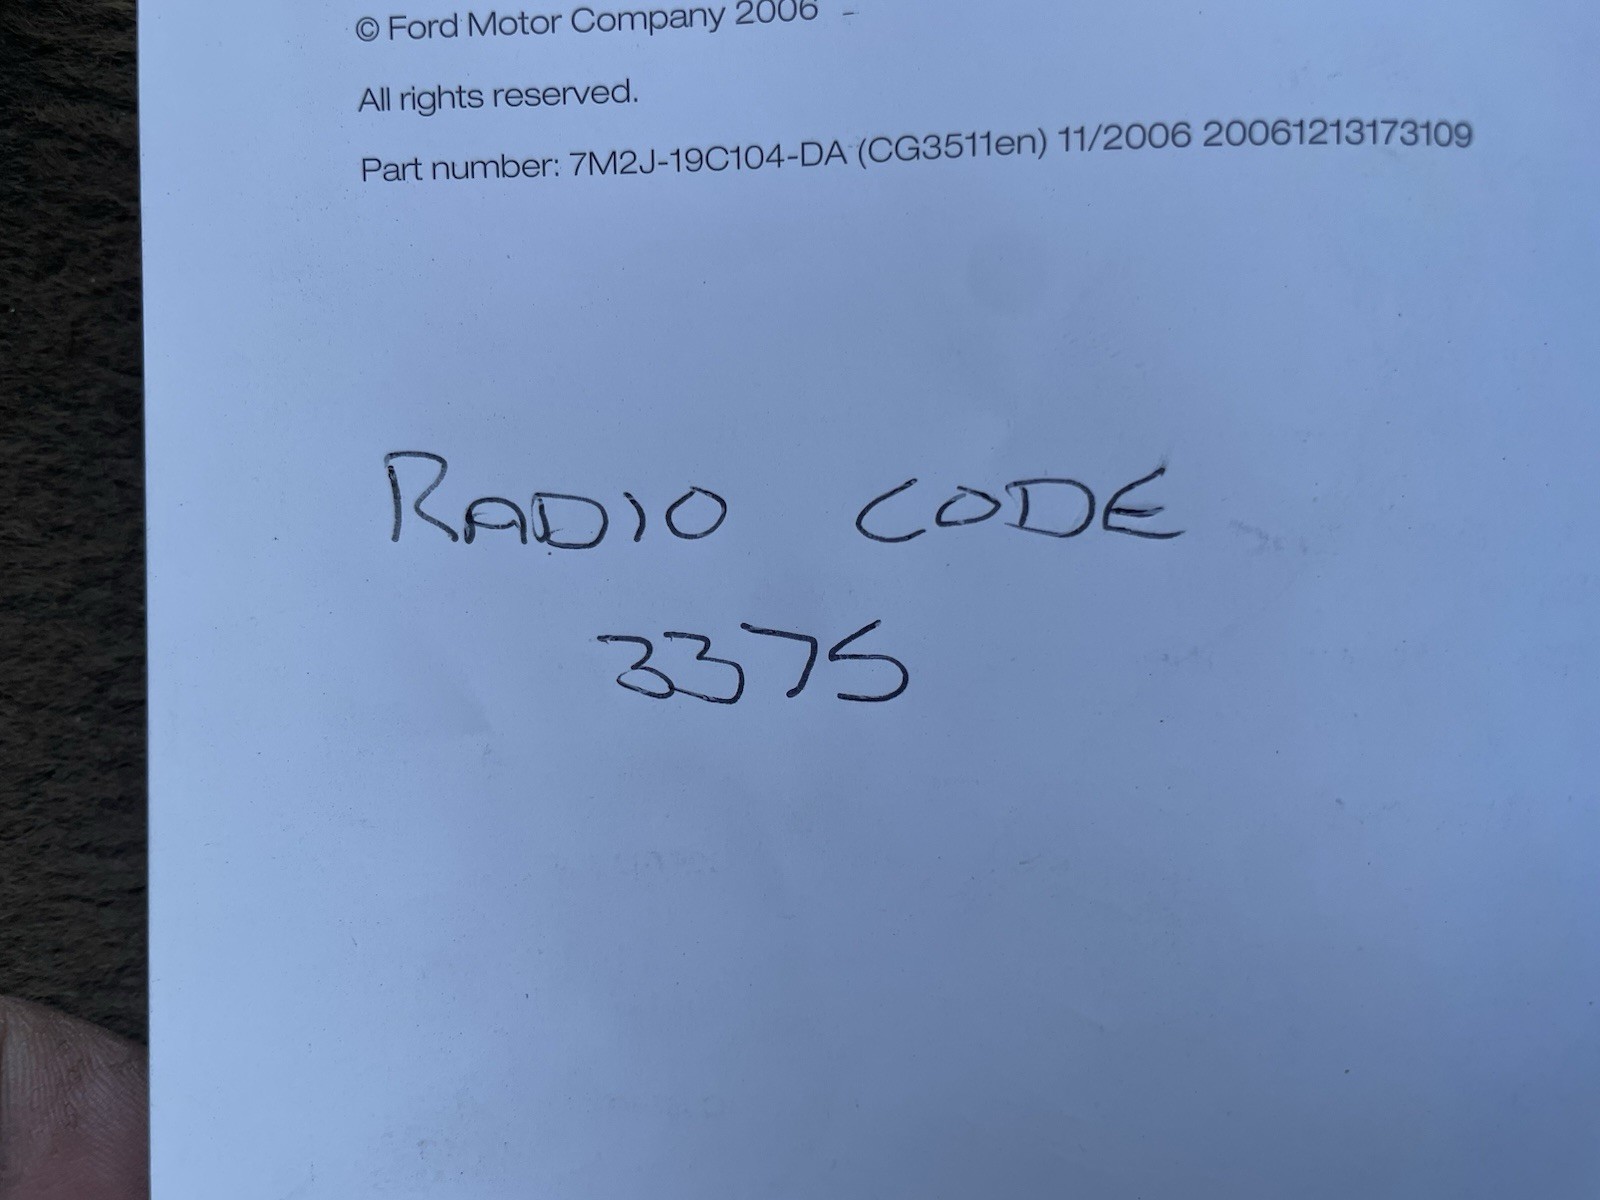 © Ford Motor Company 2006
All rights reserved.
Part number: 7M2J-19C104-DA (CG3511en) 11/2006 20061213173109
RADIO CODE
3375